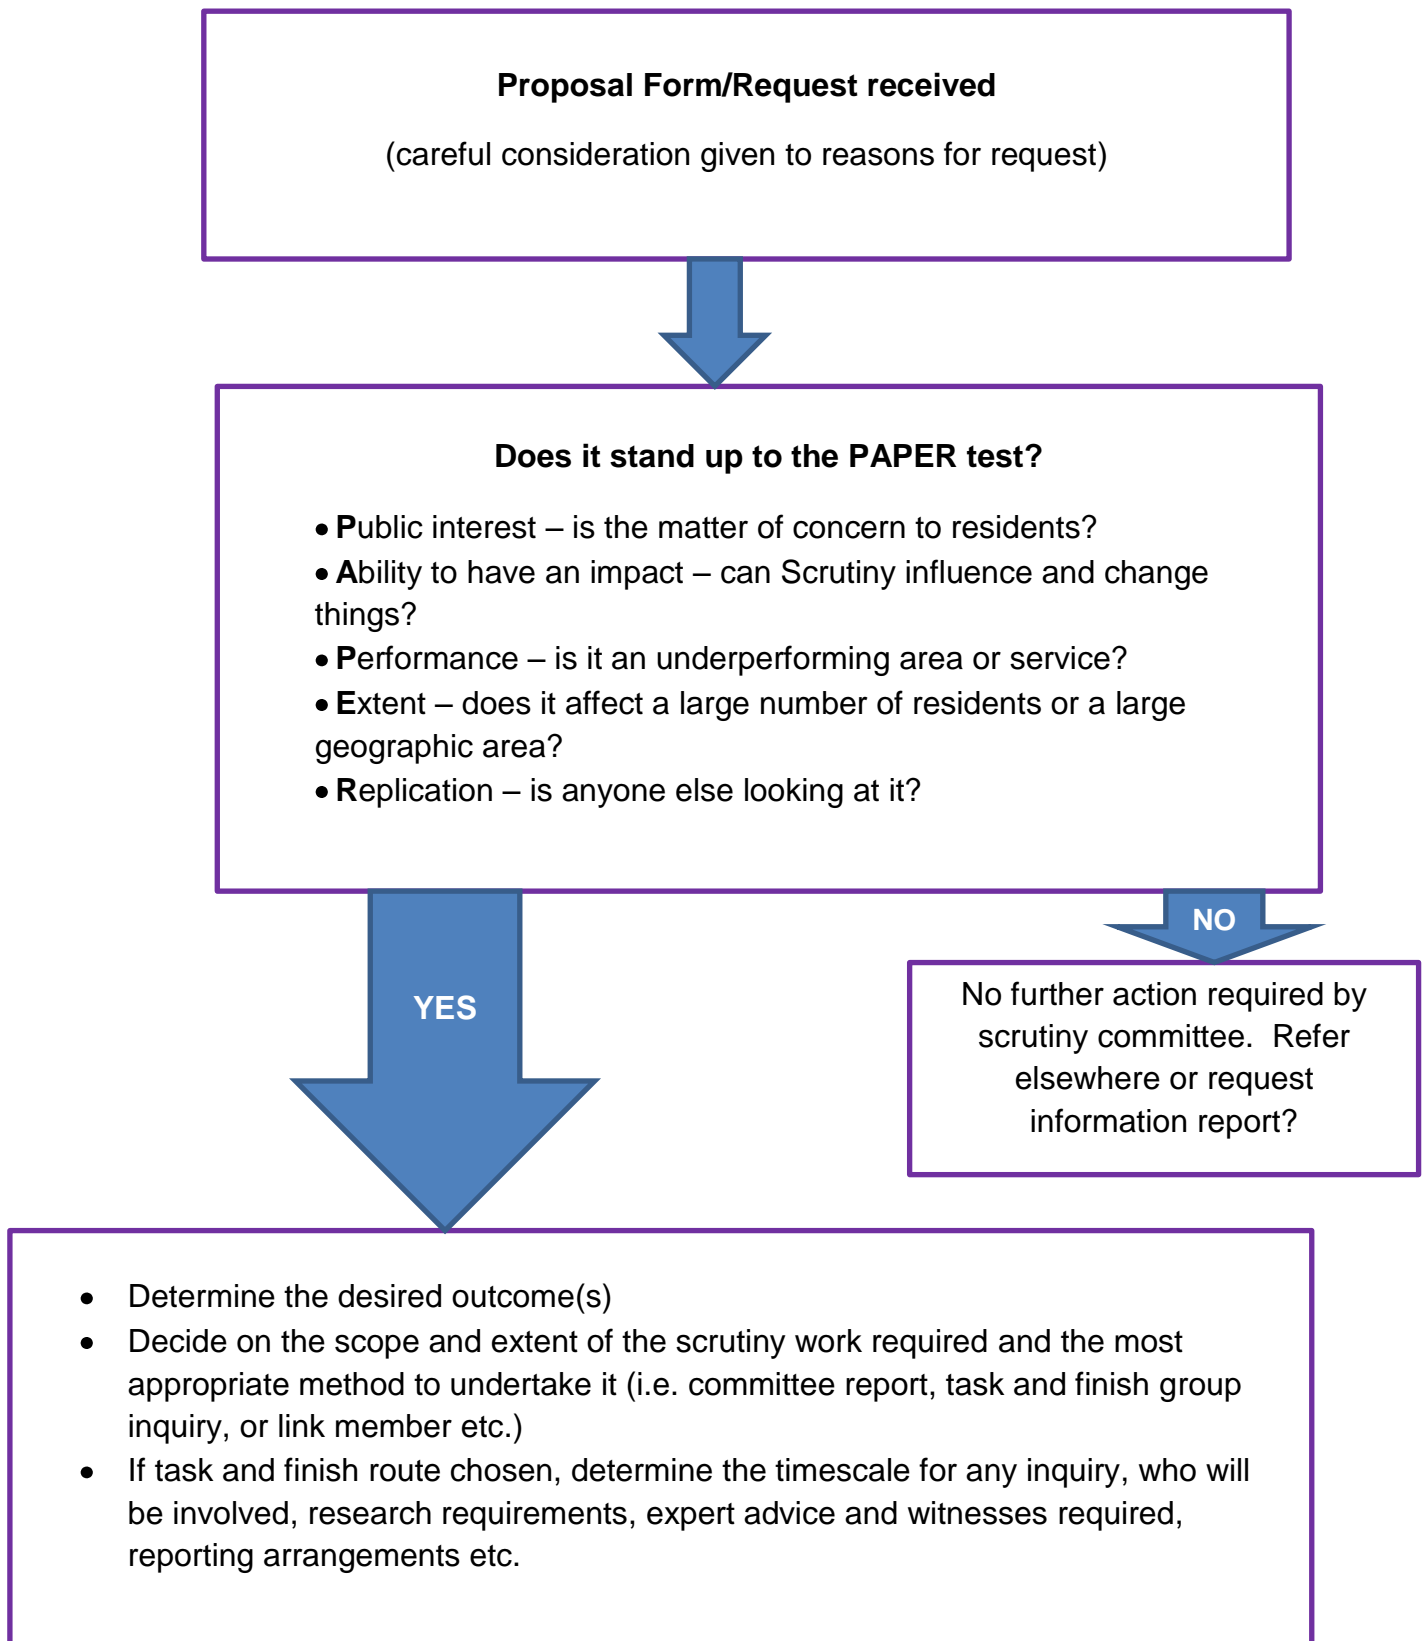 Proposal Form/Request received
(careful consideration given to reasons for request)
Does it stand up to the PAPER test?
• Public interest – is the matter of concern to residents?
• Ability to have an impact – can Scrutiny influence and change
things?
• Performance – is it an underperforming area or service?
• Extent – does it affect a large number of residents or a large
geographic area?
• Replication – is anyone else looking at it?
NO
YES
No further action required by
scrutiny committee.  Refer
elsewhere or request
information report?
• Determine the desired outcome(s)
• Decide on the scope and extent of the scrutiny work required and the most
appropriate method to undertake it (i.e. committee report, task and finish group
inquiry, or link member etc.)
• If task and finish route chosen, determine the timescale for any inquiry, who will
be involved, research requirements, expert advice and witnesses required,
reporting arrangements etc.